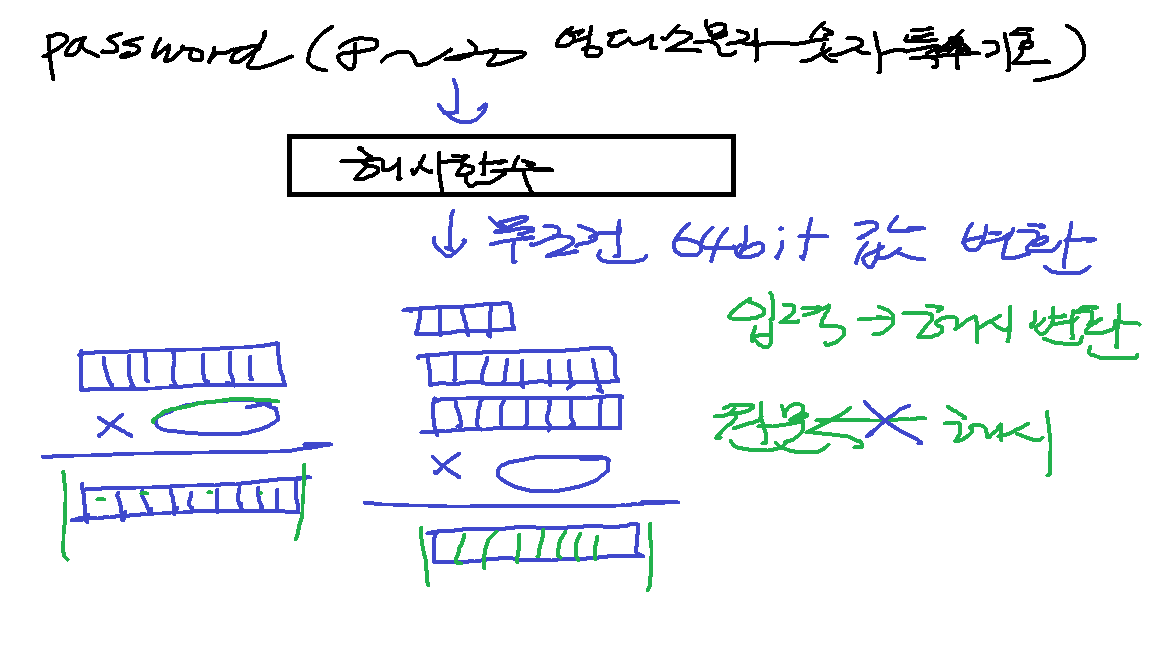 password (8~20 영대소문자 숫자 특수기호)
해시함수
무조건 64bit 값 변환
입력 → 해시 변환
원문 ← 해시